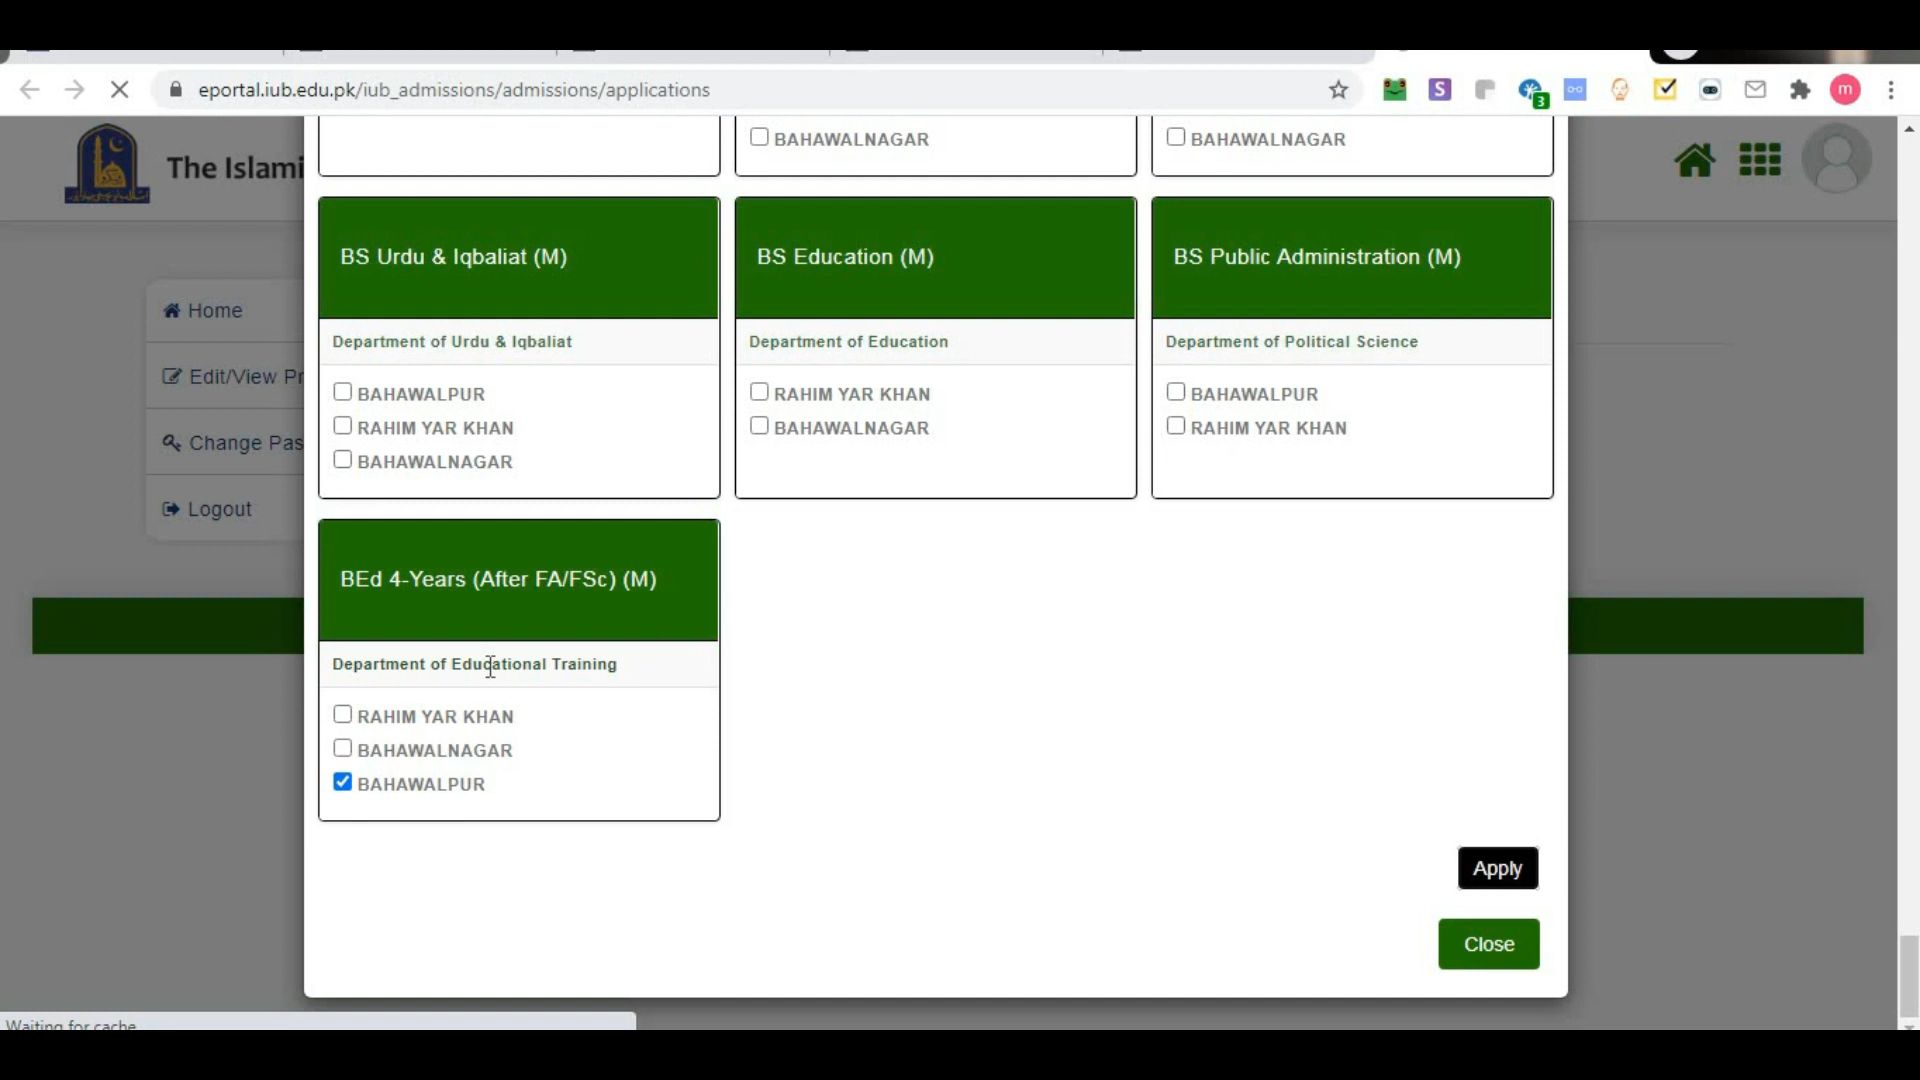 eportal.iub.edu.pk/iub_admissions/admissions/applications
S
3
m
The Islami
BAHAWALNAGAR
BAHAWALNAGAR
Home
Edit/View Pr
Change Pas
Logout
BS Urdu & Iqbaliat (M)
Department of Urdu & Iqbaliat
BAHAWALPUR
RAHIM YAR KHAN
BAHAWALNAGAR
BS Education (M)
Department of Education
RAHIM YAR KHAN
BAHAWALNAGAR
BS Public Administration (M)
Department of Political Science
BAHAWALPUR
RAHIM YAR KHAN
BEd 4-Years (After FA/FSc) (M)
Department of Educational Training
RAHIM YAR KHAN
BAHAWALNAGAR
BAHAWALPUR
Apply
Close
Waiting for cache